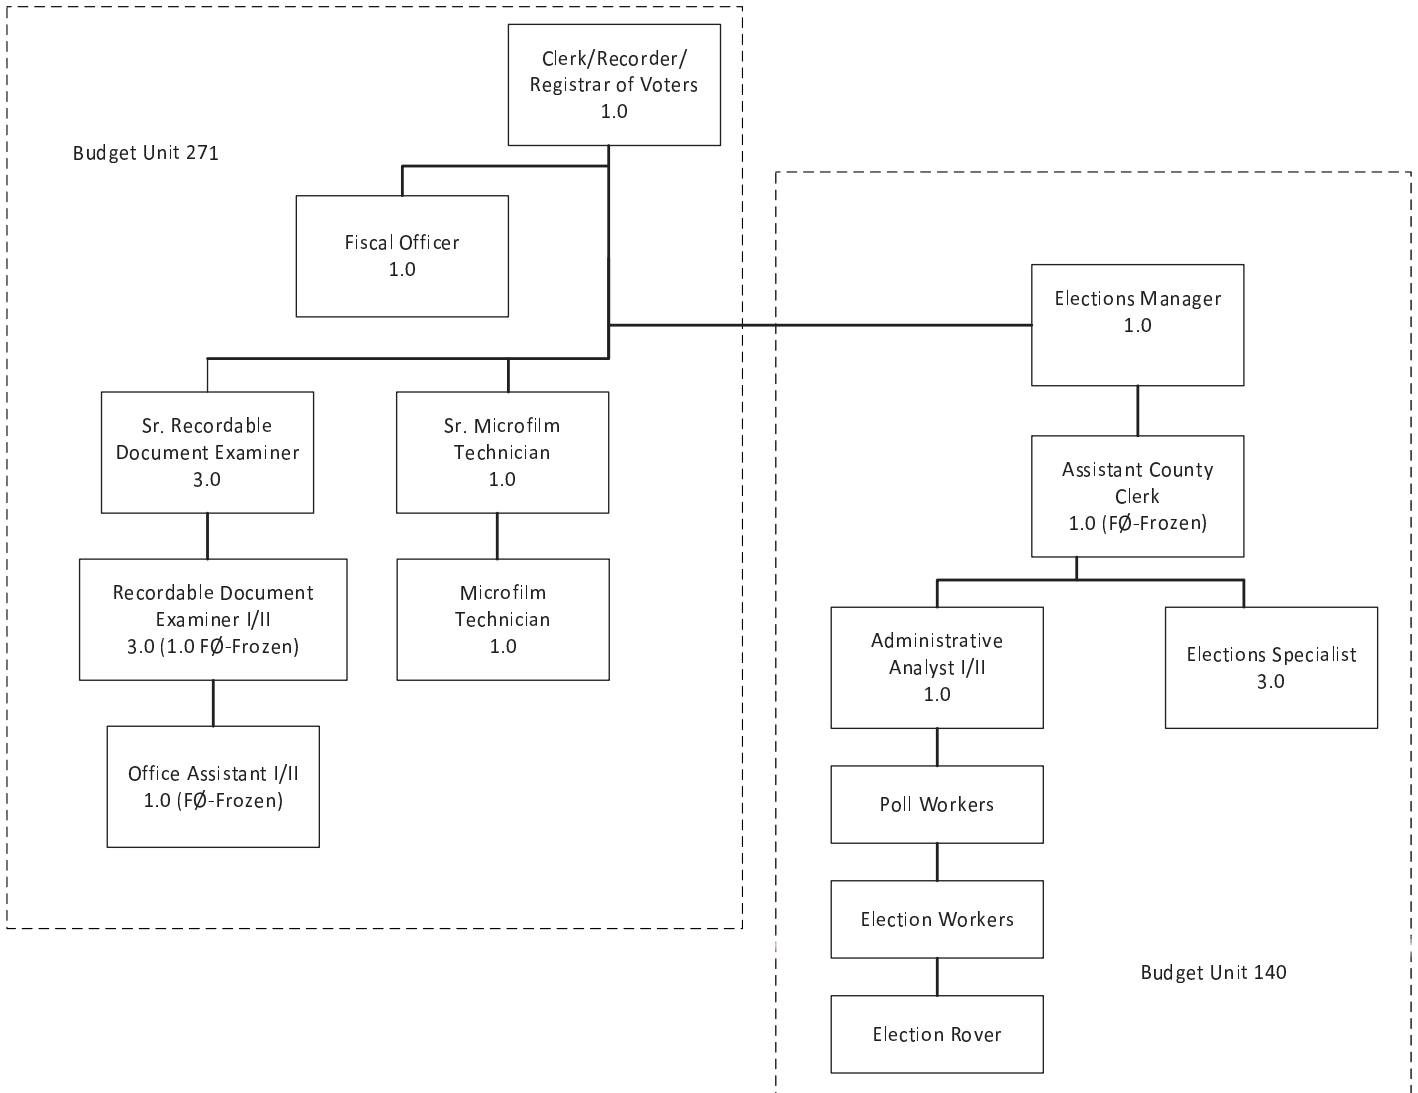 Clerk/Recorder/
Registrar of Voters
1.0
Budget Unit 271
Fiscal Officer
1.0
Elections Manager
1.0
Sr. Recordable
Document Examiner
3.0
Sr. Microfilm
Technician
1.0
Assistant County
Clerk
1.0 (FØ-Frozen)
Recordable Document
Examiner I/II
3.0 (1.0 FØ-Frozen)
Microfilm
Technician
1.0
Administrative
Analyst I/II
1.0
Elections Specialist
3.0
Office Assistant I/II
1.0 (FØ-Frozen)
Poll Workers
Election Workers
Budget Unit 140
Election Rover